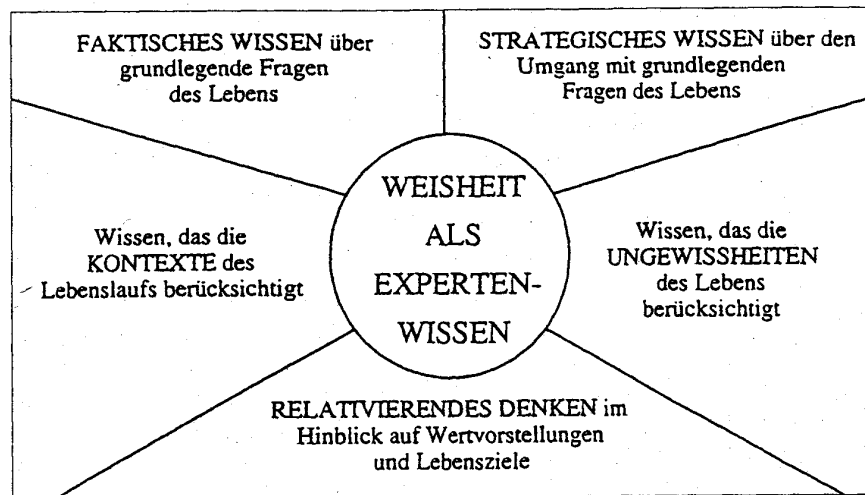 FAKTISCHES WISSEN über
grundlegende Fragen
des Lebens
STRATEGISCHES WISSEN über den
Umgang mit grundlegenden
Fragen des Lebens
WEISHEIT
ALS
EXPERTEN-
WISSEN
Wissen, das die
KONTEXTE des
Lebenslaufs berücksichtigt
Wissen, das die
UNGEWISSHEITEN
des Lebens
berücksichtigt
RELATIVIERENDES DENKEN im
Hinblick auf Wertvorstellungen
und Lebensziele